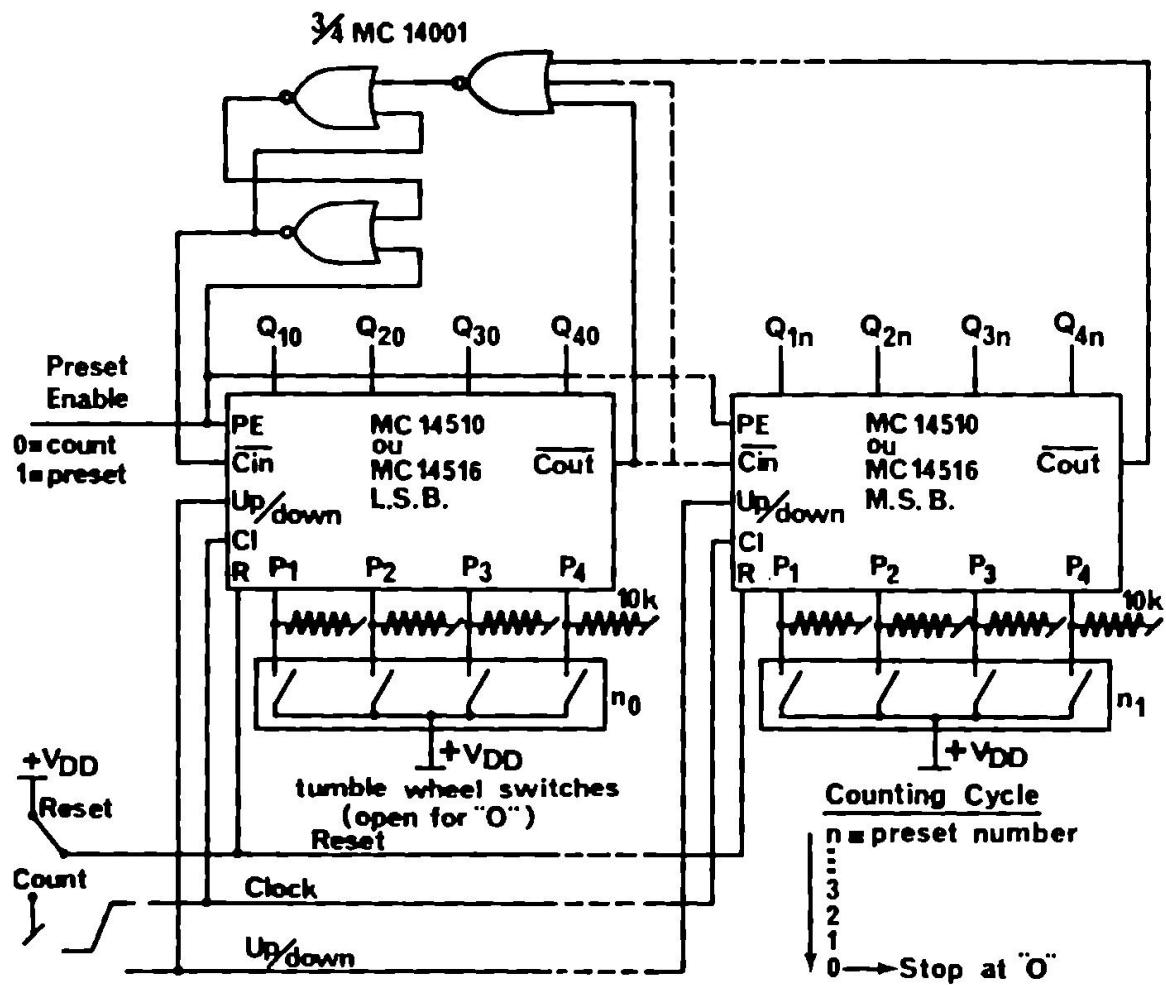 3/4 MC 14001
Q10 Q20 Q30 Q40
Q1n Q2n Q3n Q4n
Preset
Enable
0=count
1=preset
PE
Cin
Up/down
Cl
R
MC 14510
ou
MC 14516
L.S.B.
Cout
P1 P2 P3 P4
PE
Cin
Up/down
Cl
R
MC 14510
ou
MC 14516
M.S.B.
Cout
P1 P2 P3 P4
10k
10k
n0
n1
+VDD
+VDD
tumble wheel switches
(open for "O")
+VDD
Reset
Reset
Count
Clock
Up/down
Counting Cycle
n=preset number
3
2
1
0→Stop at "O"